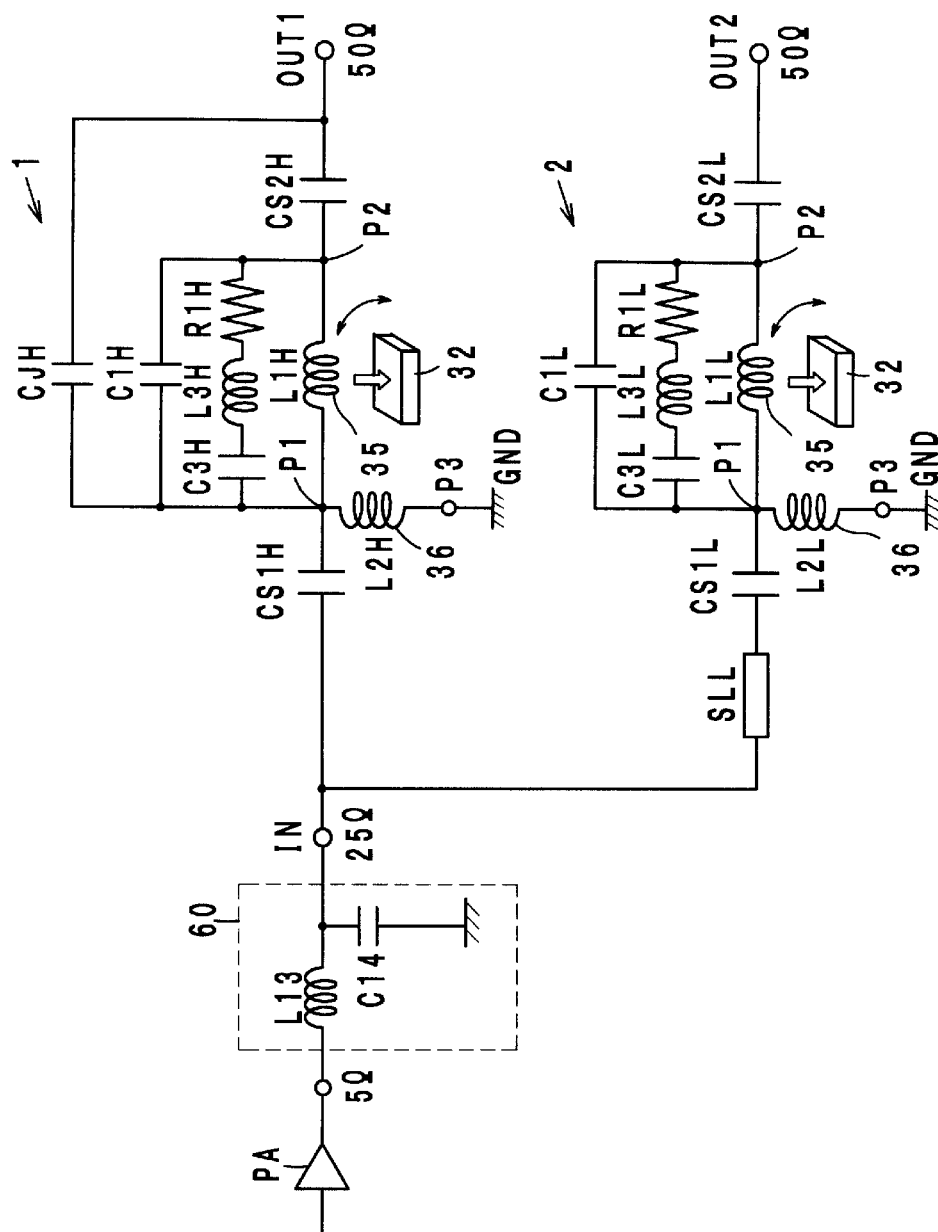 PA
5Ω
60
L13
C14
IN
25Ω
1
CJH
C1H
C3H
L3H
R1H
CS1H
P1
L1H
P2
CS2H
OUT1
50Ω
35
32
L2H
36
P3
GND
2
C1L
C3L
L3L
R1L
SLL
CS1L
P1
L1L
P2
CS2L
OUT2
50Ω
35
32
L2L
36
P3
GND